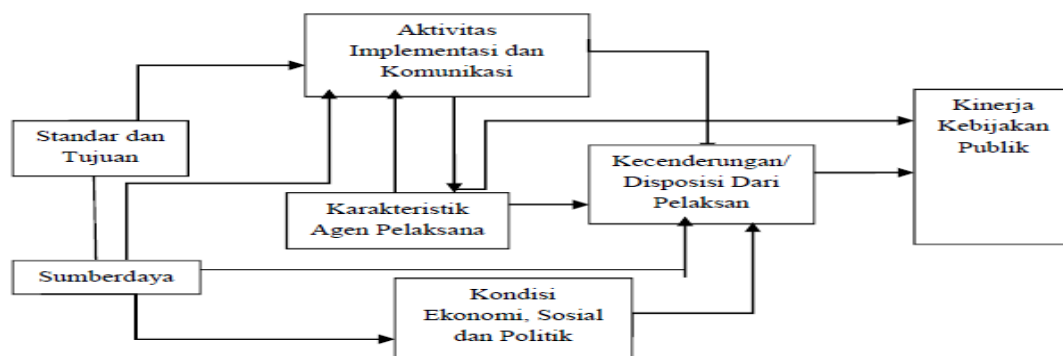 Aktivitas
Implementasi dan
Komunikasi
Standar dan
Tujuan
Kinerja
Kebijakan
Publik
Kecenderungan/
Disposisi Dari
Pelaksan
Karakteristik
Agen Pelaksana
Sumberdaya
Kondisi
Ekonomi, Sosial
dan Politik